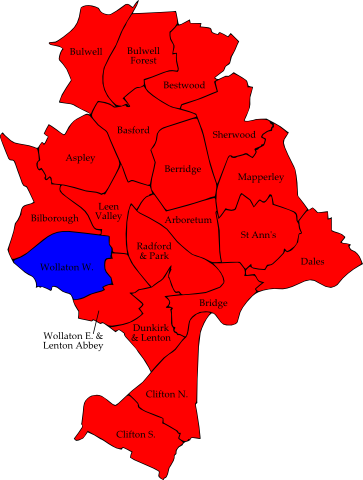 Bulwell
Bulwell
Forest
Bestwood
Basford
Sherwood
Aspley
Berridge
Mapperley
Leen
Valley
Bilborough
Arboretum
St Ann's
Radford
& Park
Dales
Wollaton W.
Bridge
Dunkirk
& Lenton
Wollaton E. &
Lenton Abbey
Clifton N.
Clifton S.